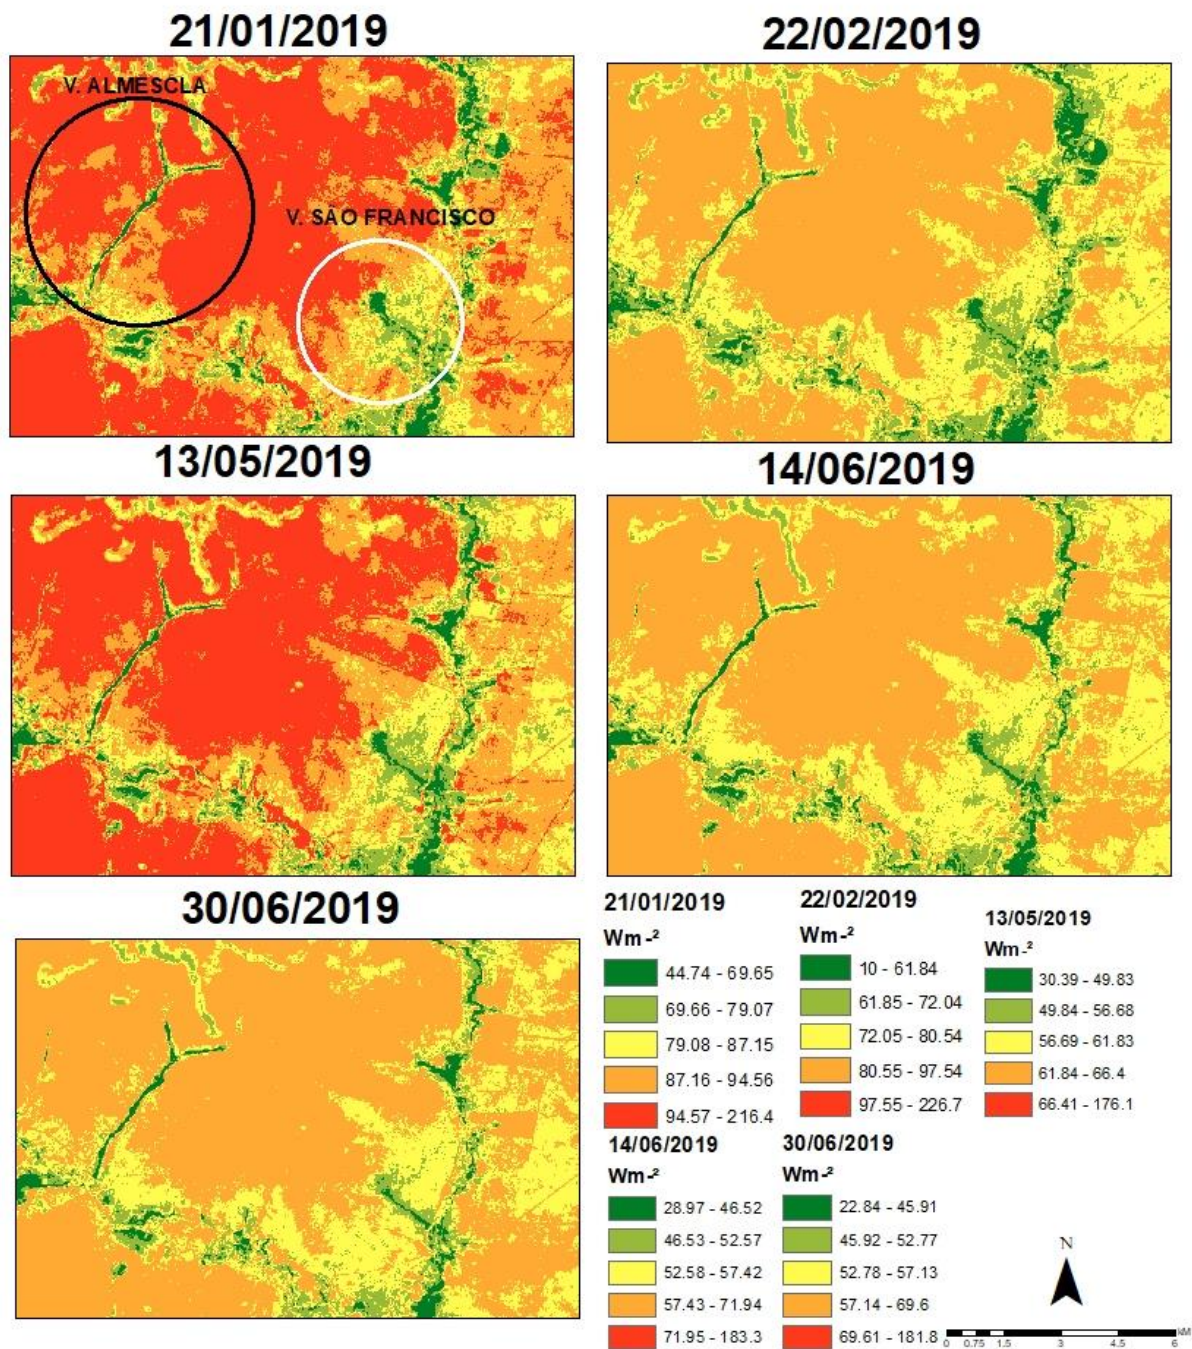 21/01/2019
22/02/2019
V. ALMESCLA
V. SÃO FRANCISCO
13/05/2019
14/06/2019
30/06/2019
21/01/2019
Wm-²
44.74 - 69.65
69.66 - 79.07
79.08 - 87.15
87.16 - 94.56
94.57 - 216.4
22/02/2019
Wm-²
10 - 61.84
61.85 - 72.04
72.05 - 80.54
80.55 - 97.54
97.55 - 226.7
13/05/2019
Wm-²
30.39 - 49.83
49.84 - 56.68
56.69 - 61.83
61.84 - 66.4
66.41 - 176.1
14/06/2019
Wm-²
28.97 - 46.52
46.53 - 52.57
52.58 - 57.42
57.43 - 71.94
71.95 - 183.3
30/06/2019
Wm-²
22.84 - 45.91
45.92 - 52.77
52.78 - 57.13
57.14 - 69.6
69.61 - 181.8
N
kM
0 0.75 1.5 3 4.5 6